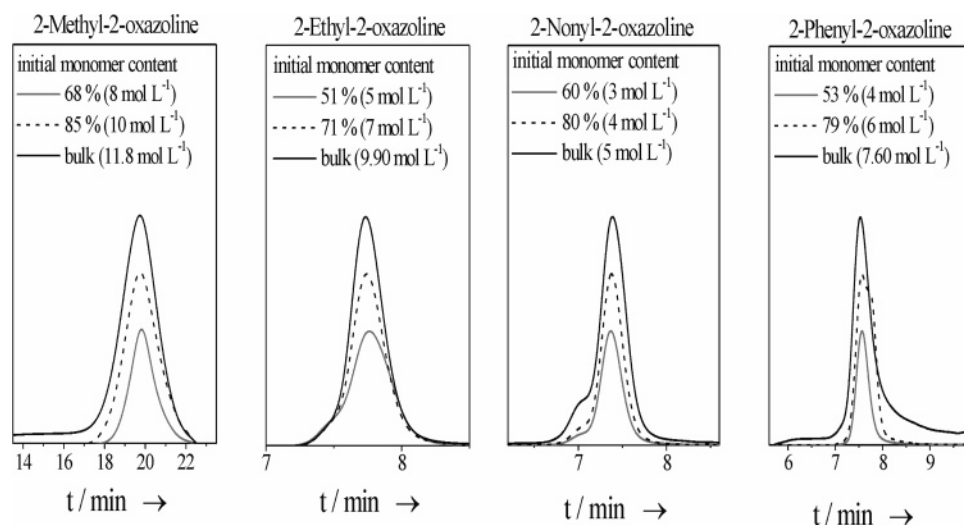 2-Methyl-2-oxazoline
initial monomer content
68 % (8 mol L⁻¹)
85 % (10 mol L⁻¹)
bulk (11.8 mol L⁻¹)
14 16 18 20 22
t / min →
2-Ethyl-2-oxazoline
initial monomer content
51 % (5 mol L⁻¹)
71 % (7 mol L⁻¹)
bulk (9.90 mol L⁻¹)
7 8
t / min →
2-Nonyl-2-oxazoline
initial monomer content
60 % (3 mol L⁻¹)
80 % (4 mol L⁻¹)
bulk (5 mol L⁻¹)
7 8
t / min →
2-Phenyl-2-oxazoline
initial monomer content
53 % (4 mol L⁻¹)
79 % (6 mol L⁻¹)
bulk (7.60 mol L⁻¹)
6 7 8 9
t / min →